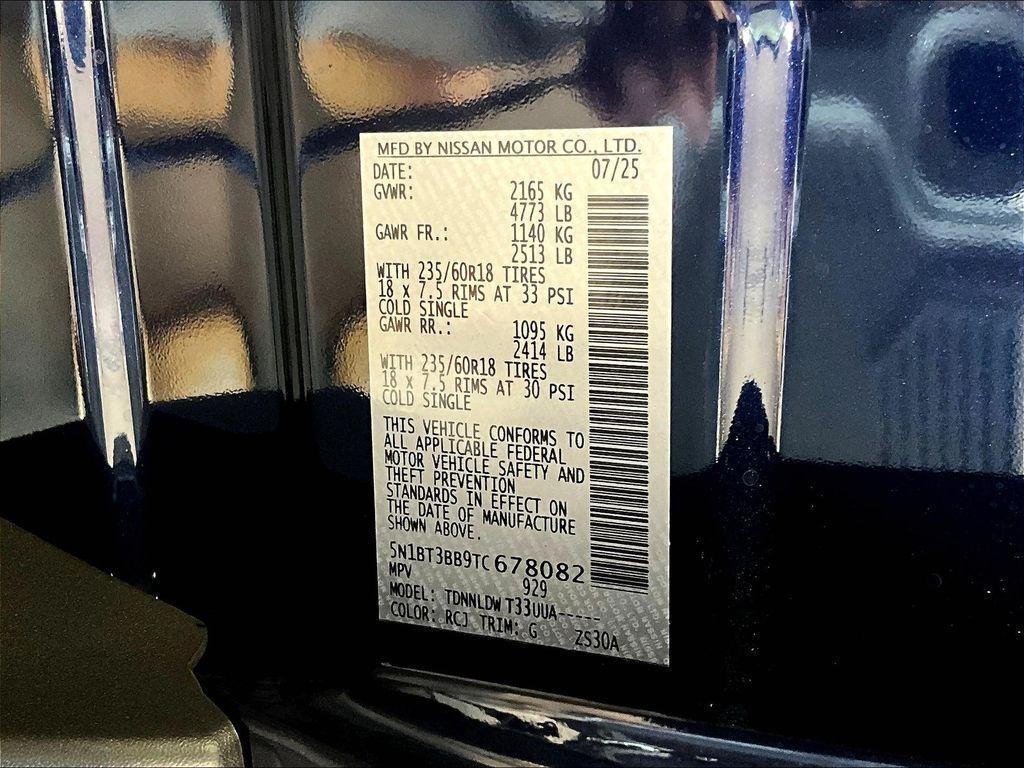 MFD BY NISSAN MOTOR CO., LTD.
DATE: 07/25
GVWR: 2165 KG
4773 LB
GAWR FR.: 1140 KG
2513 LB
WITH 235/60R18 TIRES
18 x 7.5 RIMS AT 33 PSI
COLD SINGLE
GAWR RR.: 1095 KG
2414 LB
WITH 235/60R18 TIRES
18 x 7.5 RIMS AT 30 PSI
COLD SINGLE
THIS VEHICLE CONFORMS TO
ALL APPLICABLE FEDERAL
MOTOR VEHICLE SAFETY AND
THEFT PREVENTION
STANDARDS IN EFFECT ON
THE DATE OF MANUFACTURE
SHOWN ABOVE.
5N1BT3BB9TC678082
MPV 929
MODEL: TDNNLDW T33UUA-----
COLOR: RCJ TRIM: G ZS30A